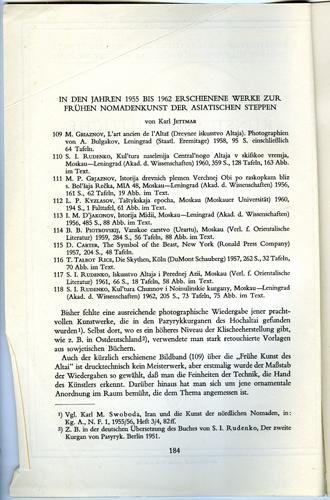 IN DEN JAHREN 1955 BIS 1962 ERSCHIENENE WERKE ZUR
FRÜHEN NOMADENKUNST DER ASIATISCHEN STEPPEN
von Karl Jettmar
109 M. Griaznov, L'art ancien de l'Altaï (Drevnee iskusstvo Altaja). Photographien
von A. Bulgakov, Leningrad (Staatl. Eremitage) 1958, 95 S. einschließlich
64 Tafeln.
110 S. I. Rudenko, Kul'tura naselenija Central'nogo Altaja v skifskoe vremja,
Moskau—Leningrad (Akad. d. Wissenschaften) 1960, 359 S., 128 Tafeln, 163 Abb.
im Text.
111 M. P. Grjaznov, Istorija drevnich plemen Verchnej Obi po raskopkam bliz
s. Bol'šaja Rečka, MIA 48, Moskau—Leningrad (Akad. d. Wissenschaften) 1956,
161 S., 62 Tafeln, 19 Abb. im Text.
112 L. P. Kyzlasov, Taštykskaja epocha, Moskau (Moskauer Universität) 1960,
194 S., 1 Falttafel, 61 Abb. im Text.
113 I. M. D'jakonov, Istorija Midii, Moskau—Leningrad (Akad. d. Wissenschaften)
1956, 485 S., 88 Abb. im Text.
114 B. B. Piotrovskij, Vanskoe carstvo (Urartu), Moskau (Verl. f. Orientalische
Literatur) 1959, 284 S., 56 Tafeln, 88 Abb. im Text.
115 D. Carter, The Symbol of the Beast, New York (Ronald Press Company)
1957, 204 S., 48 Tafeln.
116 T. Talbot Rice, Die Skythen, Köln (DuMont Schauberg) 1957, 262 S., 32 Tafeln,
70 Abb. im Text.
117 S. I. Rudenko, Iskusstvo Altaja i Perednej Azii, Moskau (Verl. f. Orientalische
Literatur) 1961, 66 S., 18 Tafeln, 58 Abb. im Text.
118 S. I. Rudenko, Kul'tura Chunnov i Noinulinskie kurgany, Moskau—Leningrad
(Akad. d. Wissenschaften) 1962, 205 S., 73 Tafeln, 75 Abb. im Text.
Bisher fehlte eine ausreichende photographische Wiedergabe jener pracht-
vollen Kunstwerke, die in den Pazyrykkurganen des Hochaltai gefunden
wurden¹). Selbst dort, wo es ein höheres Niveau der Klischeeherstellung gibt,
wie z. B. in Ostdeutschland²), verwendete man stark retouchierte Vorlagen
aus sowjetischen Büchern.
Auch der kürzlich erschienene Bildband (109) über die „Frühe Kunst des
Altai" ist drucktechnisch kein Meisterwerk, aber erstmalig wurde der Maßstab
der Wiedergaben so gewählt, daß man die Feinheiten der Technik, die Hand
des Künstlers erkennt. Darüber hinaus hat man sich um jene ornamentale
Anordnung im Raum bemüht, die dem Thema angemessen ist.
¹) Vgl. Karl M. Swoboda, Iran und die Kunst der nördlichen Nomaden, in:
Kg. A., N. F. 1, 1955/56, Heft 3/4, 82ff.
²) Z. B. in der deutschen Übersetzung des Buches von S. I. Rudenko, Der zweite
Kurgan von Pasyryk. Berlin 1951.
184